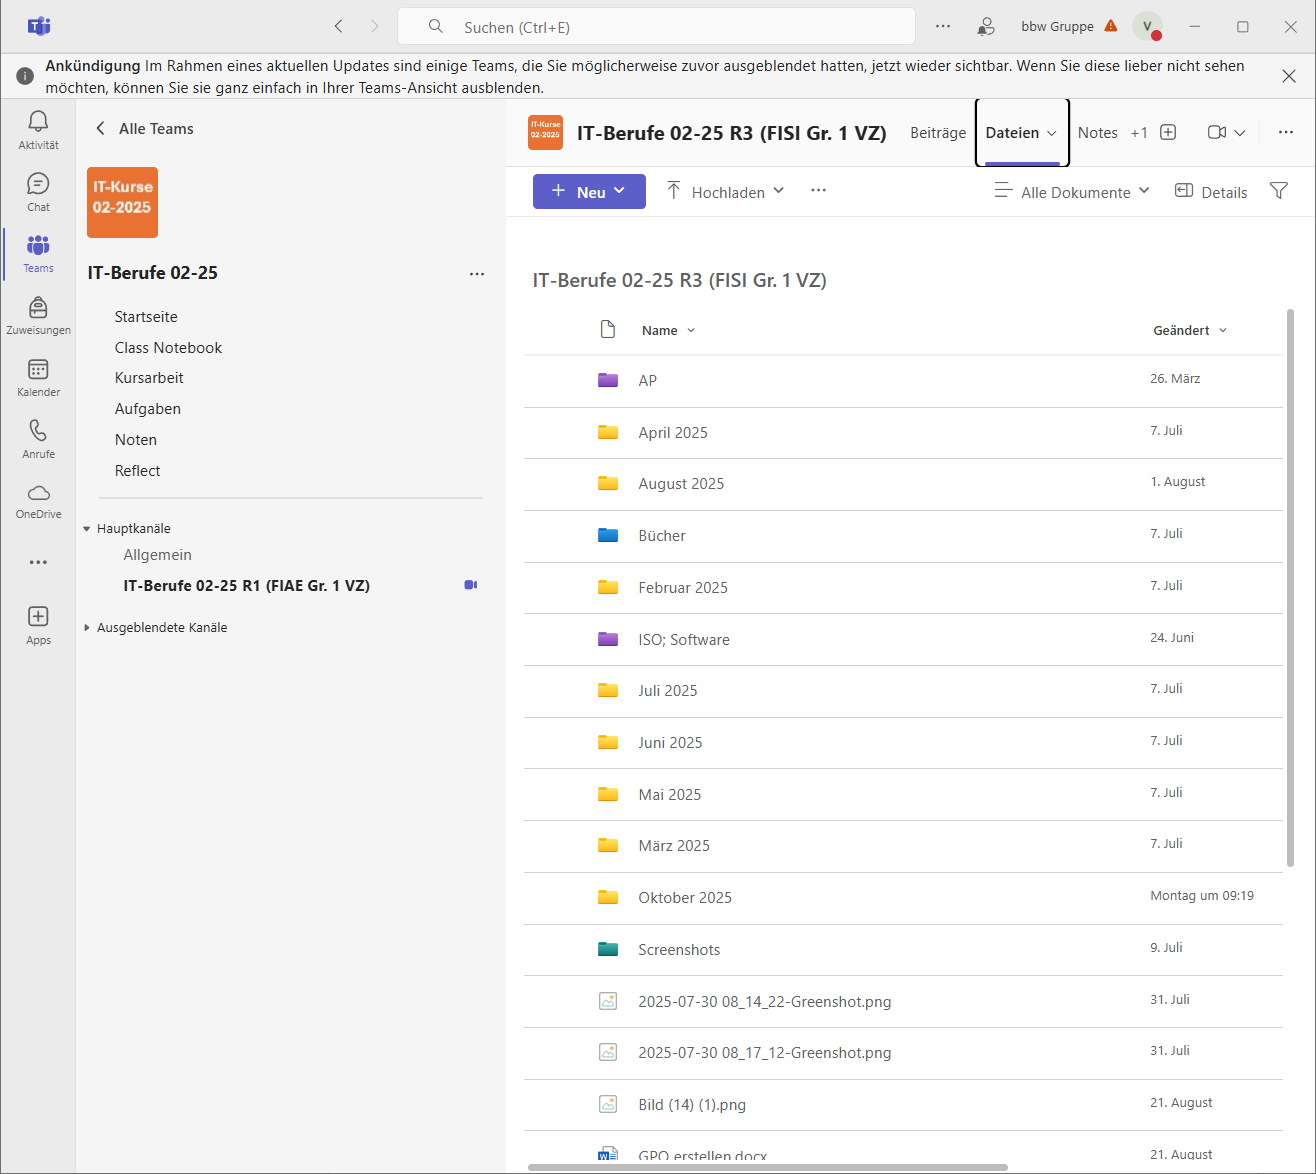 Suchen (Ctrl+E)
bbw Gruppe
V
Ankündigung Im Rahmen eines aktuellen Updates sind einige Teams, die Sie möglicherweise zuvor ausgeblendet hatten, jetzt wieder sichtbar. Wenn Sie diese lieber nicht sehen
möchten, können Sie sie ganz einfach in Ihrer Teams-Ansicht ausblenden.
Aktivität
Chat
Teams
Zuweisungen
Kalender
Anrufe
OneDrive
Apps
Alle Teams
IT-Kurse
02-2025
IT-Berufe 02-25
Startseite
Class Notebook
Kursarbeit
Aufgaben
Noten
Reflect
Hauptkanäle
Allgemein
IT-Berufe 02-25 R1 (FIAE Gr. 1 VZ)
Ausgeblendete Kanäle
IT-Kurse
02-2025
IT-Berufe 02-25 R3 (FISI Gr. 1 VZ)
Beiträge
Dateien
Notes
+1
Neu
Hochladen
Alle Dokumente
Details
IT-Berufe 02-25 R3 (FISI Gr. 1 VZ)
Name Geändert
AP 26. März
April 2025 7. Juli
August 2025 1. August
Bücher 7. Juli
Februar 2025 7. Juli
ISO; Software 24. Juni
Juli 2025 7. Juli
Juni 2025 7. Juli
Mai 2025 7. Juli
März 2025 7. Juli
Oktober 2025 Montag um 09:19
Screenshots 9. Juli
2025-07-30 08_14_22-Greenshot.png 31. Juli
2025-07-30 08_17_12-Greenshot.png 31. Juli
Bild (14) (1).png 21. August
GPO erstellen.docx 21. August